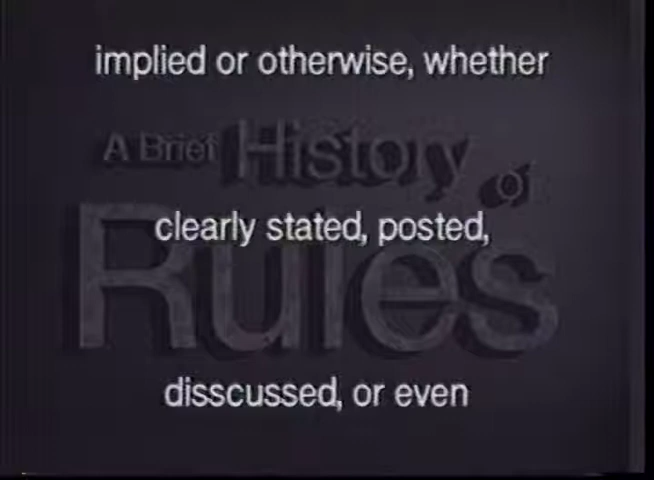 implied or otherwise, whether
A Brief History of
clearly stated, posted,
Rules
disscussed, or even